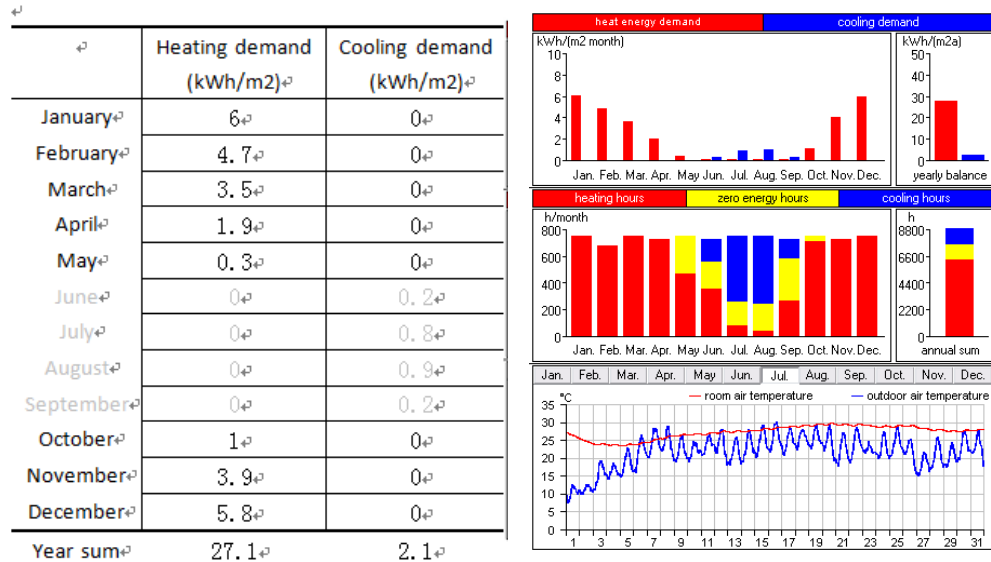 Heating demand Cooling demand
(kWh/m2) (kWh/m2)
January 6 0
February 4.7 0
March 3.5 0
April 1.9 0
May 0.3 0
June 0 0.2
July 0 0.8
August 0 0.9
September 0 0.2
October 1 0
November 3.9 0
December 5.8 0
Year sum 27.1 2.1
heat energy demand cooling demand
kWh/(m2 month)
10
8
6
4
2
0
Jan. Feb. Mar. Apr. May Jun. Jul. Aug. Sep. Oct. Nov. Dec.
kWh/(m2a)
50
40
30
20
10
0
yearly balance
heating hours zero energy hours cooling hours
h/month
800
600
400
200
0
Jan. Feb. Mar. Apr. May Jun. Jul. Aug. Sep. Oct. Nov. Dec.
h
8800
6600
4400
2200
0
annual sum
Jan. Feb. Mar. Apr. May Jun. Jul. Aug. Sep. Oct. Nov. Dec.
°C room air temperature outdoor air temperature
35
30
25
20
15
10
5
0
1 3 5 7 9 11 13 15 17 19 21 23 25 27 29 31